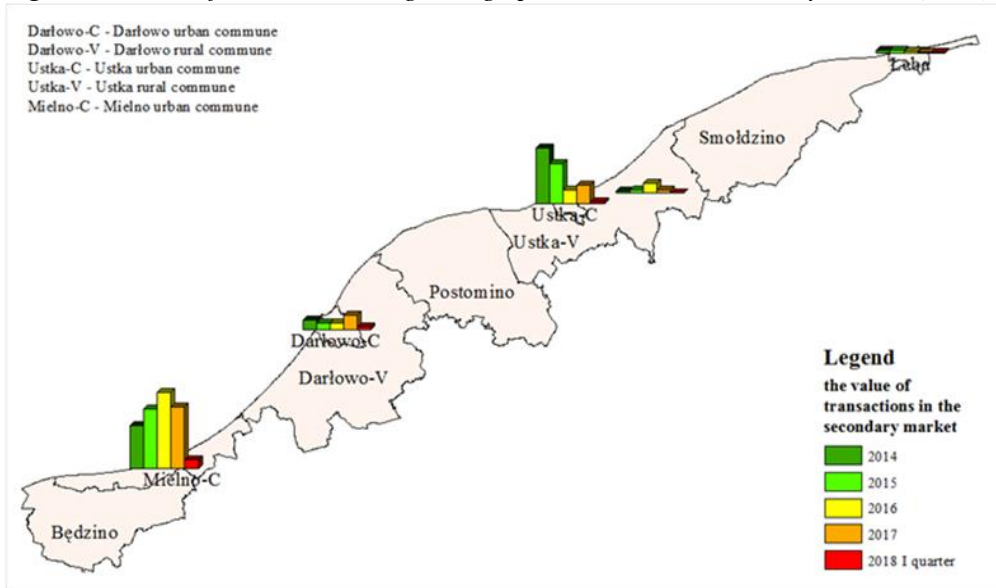 Darłowo-C - Darłowo urban commune
Darłowo-V - Darłowo rural commune
Ustka-C - Ustka urban commune
Ustka-V - Ustka rural commune
Mielno-C - Mielno urban commune
Łeba
Smołdzino
Ustka-C
Ustka-V
Postomino
Darłowo-C
Darłowo-V
Mielno-C
Będzino
Legend
the value of
transactions in the
secondary market
2014
2015
2016
2017
2018 I quarter